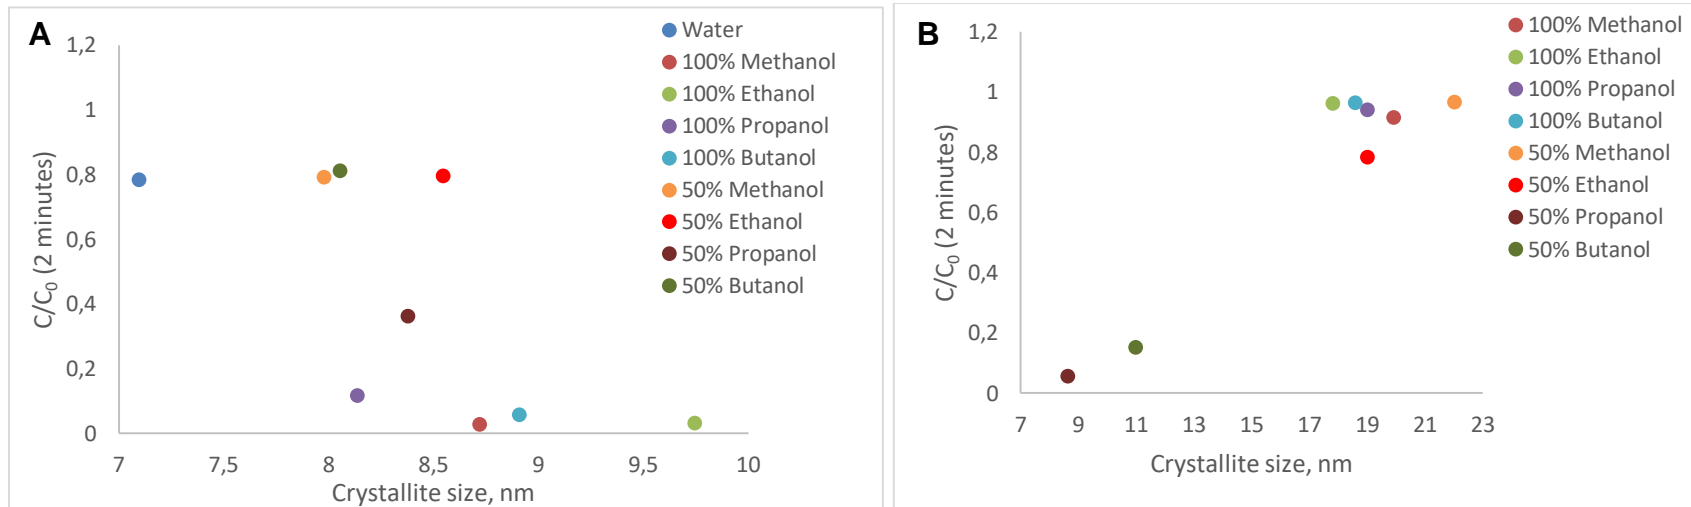 A
1,2
1
0,8
0,6
0,4
0,2
0
C/C0 (2 minutes)
7
7,5
8
8,5
9
9,5
10
Crystallite size, nm
Water
100% Methanol
100% Ethanol
100% Propanol
100% Butanol
50% Methanol
50% Ethanol
50% Propanol
50% Butanol
B
1,2
1
0,8
0,6
0,4
0,2
0
C/C0 (2 minutes)
7
9
11
13
15
17
19
21
23
Crystallite size, nm
100% Methanol
100% Ethanol
100% Propanol
100% Butanol
50% Methanol
50% Ethanol
50% Propanol
50% Butanol